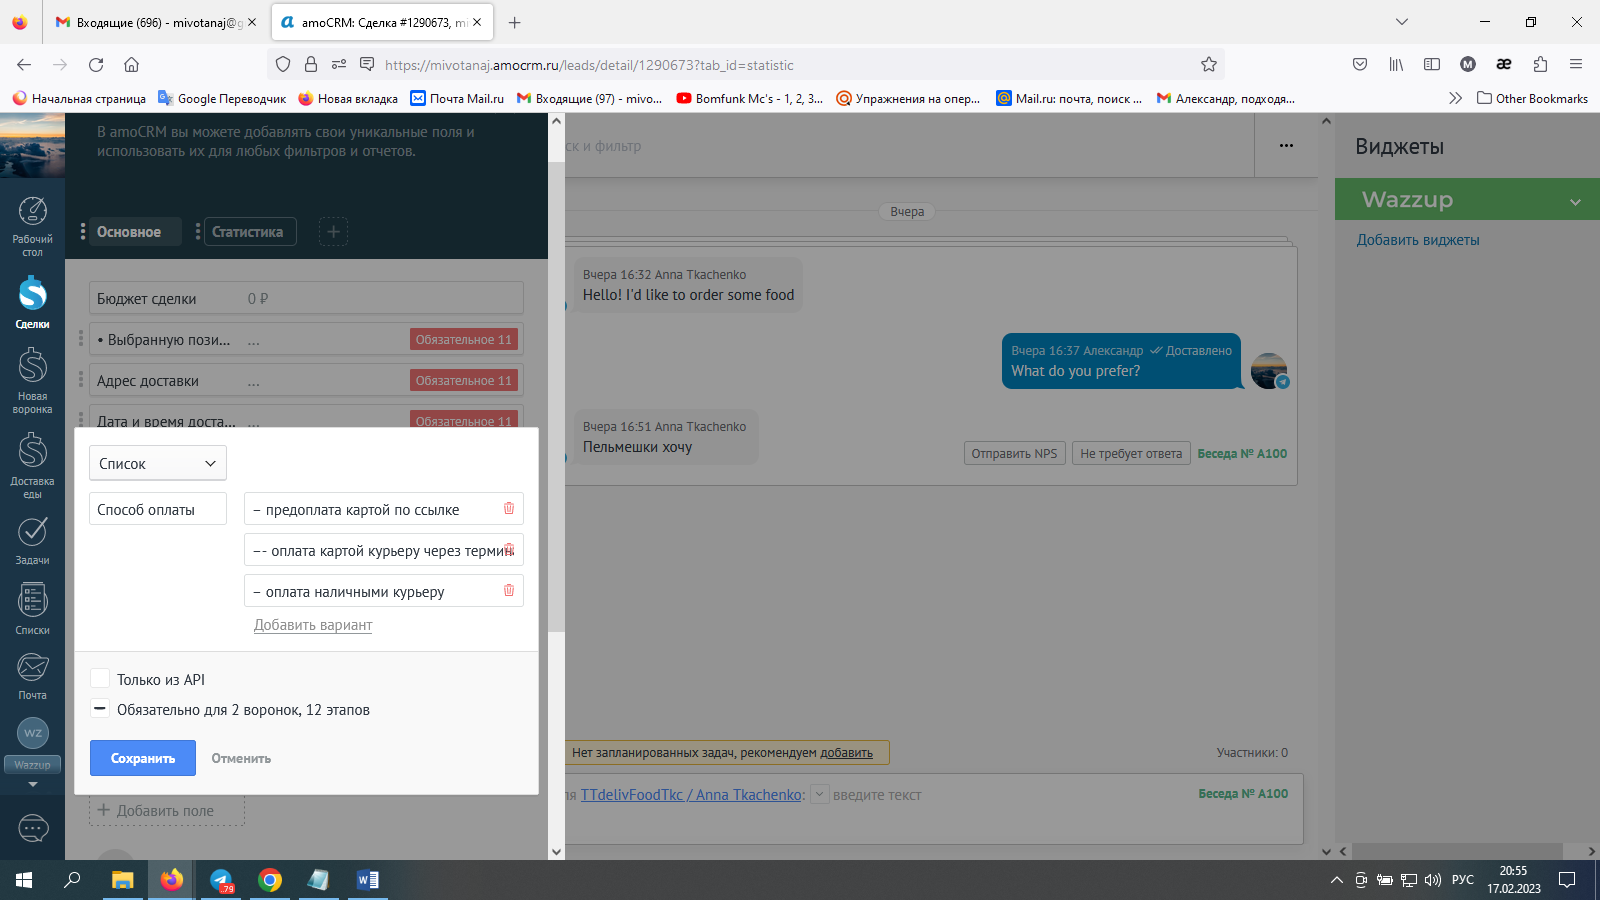 Входящие (696) - mivotanaj@g
amoCRM: Сделка #1290673, mi
https://mivotanaj.amocrm.ru/leads/detail/1290673?tab_id=statistic
Начальная страница
Google Переводчик
Новая вкладка
Почта Mail.ru
Входящие (97) - mivo...
Bomfunk Mc's - 1, 2, 3...
Упражнения на опер...
Mail.ru: почта, поиск ...
Александр, подходя...
Other Bookmarks
В amoCRM вы можете добавлять свои уникальные поля и
использовать их для любых фильтров и отчетов.
Основное
Статистика
Бюджет сделки 0 ₽
• Выбранную пози... ... Обязательное 11
Адрес доставки ... Обязательное 11
Дата и время доста... ... Обязательное 11
Список
Способ оплаты
– предоплата картой по ссылке
–- оплата картой курьеру через термин
– оплата наличными курьеру
Добавить вариант
Только из API
Обязательно для 2 воронок, 12 этапов
Сохранить
Отменить
Добавить поле
Рабочий
стол
Сделки
Новая
воронка
Доставка
еды
Задачи
Списки
Почта
WZ
Wazzup
ск и фильтр
Вчера
Вчера 16:32 Anna Tkachenko
Hello! I'd like to order some food
Вчера 16:37 Александр Доставлено
What do you prefer?
Вчера 16:51 Anna Tkachenko
Пельмешки хочу
Отправить NPS
Не требует ответа
Беседа № A100
Нет запланированных задач, рекомендуем добавить
Участники: 0
ля TTdelivFoodTkc / Anna Tkachenko: введите текст
Беседа № A100
Виджеты
Wazzup
Добавить виджеты
79
РУС
20:55
17.02.2023